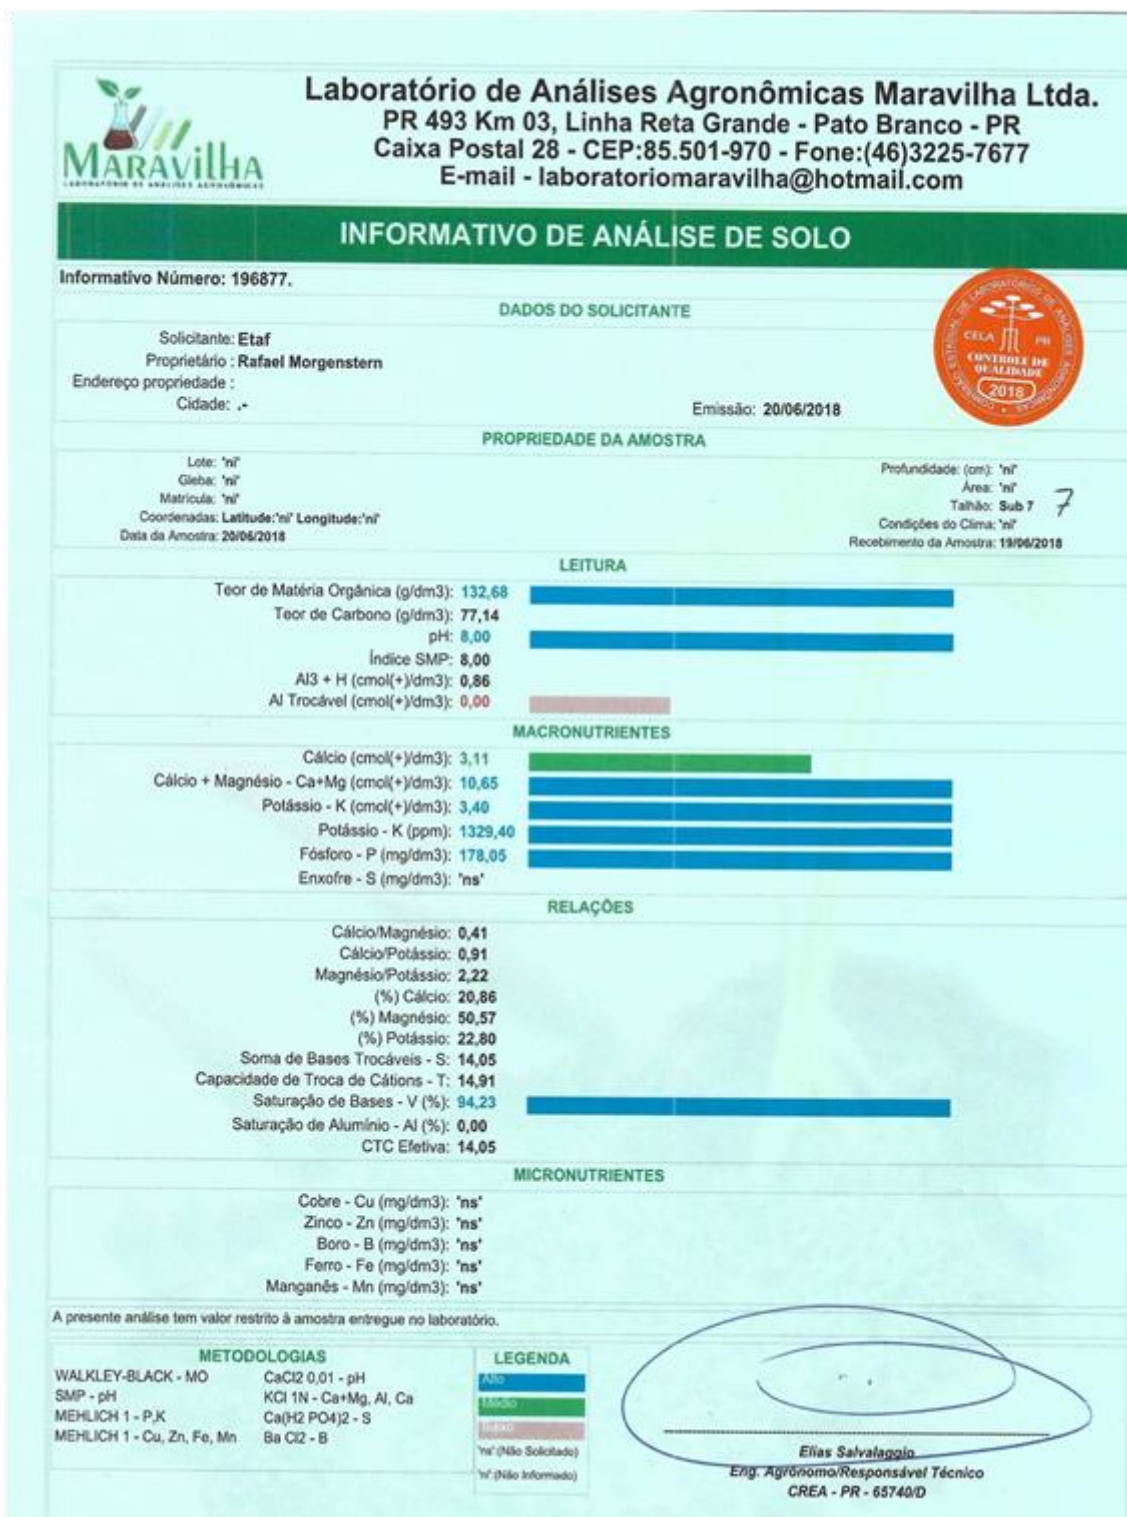 MARAVilHA
LABORATÓRIO DE ANÁLISES AGRONÔMICAS
Laboratório de Análises Agronômicas Maravilha Ltda.
PR 493 Km 03, Linha Reta Grande - Pato Branco - PR
Caixa Postal 28 - CEP:85.501-970 - Fone:(46)3225-7677
E-mail - laboratoriomaravilha@hotmail.com
INFORMATIVO DE ANÁLISE DE SOLO
Informativo Número: 196877.
COMISSÃO ESTADUAL DE LABORATÓRIOS DE ANÁLISES AGRONÔMICAS
CELA PR
CONTROLE DE
QUALIDADE
2018
DADOS DO SOLICITANTE
Solicitante: Etaf
Proprietário : Rafael Morgenstern
Endereço propriedade :
Cidade: .-
Emissão: 20/06/2018
PROPRIEDADE DA AMOSTRA
Lote: 'ni'
Gleba: 'ni'
Matricula: 'ni'
Coordenadas: Latitude:'ni' Longitude:'ni'
Data da Amostra: 20/06/2018
Profundidade: (cm): 'ni'
Área: 'ni'
Talhão: Sub 7 7
Condições do Clima: 'ni'
Recebimento da Amostra: 19/06/2018
LEITURA
Teor de Matéria Orgânica (g/dm3): 132,68
Teor de Carbono (g/dm3): 77,14
pH: 8,00
Índice SMP: 8,00
Al3 + H (cmol(+)/dm3): 0,86
Al Trocável (cmol(+)/dm3): 0,00
MACRONUTRIENTES
Cálcio (cmol(+)/dm3): 3,11
Cálcio + Magnésio - Ca+Mg (cmol(+)/dm3): 10,65
Potássio - K (cmol(+)/dm3): 3,40
Potássio - K (ppm): 1329,40
Fósforo - P (mg/dm3): 178,05
Enxofre - S (mg/dm3): 'ns'
RELAÇÕES
Cálcio/Magnésio: 0,41
Cálcio/Potássio: 0,91
Magnésio/Potássio: 2,22
(%) Cálcio: 20,86
(%) Magnésio: 50,57
(%) Potássio: 22,80
Soma de Bases Trocáveis - S: 14,05
Capacidade de Troca de Cátions - T: 14,91
Saturação de Bases - V (%): 94,23
Saturação de Alumínio - Al (%): 0,00
CTC Efetiva: 14,05
MICRONUTRIENTES
Cobre - Cu (mg/dm3): 'ns'
Zinco - Zn (mg/dm3): 'ns'
Boro - B (mg/dm3): 'ns'
Ferro - Fe (mg/dm3): 'ns'
Manganês - Mn (mg/dm3): 'ns'
A presente análise tem valor restrito à amostra entregue no laboratório.
METODOLOGIAS
WALKLEY-BLACK - MO CaCl2 0,01 - pH
SMP - pH KCl 1N - Ca+Mg, Al, Ca
MEHLICH 1 - P,K Ca(H2 PO4)2 - S
MEHLICH 1 - Cu, Zn, Fe, Mn Ba Cl2 - B
LEGENDA
Alto
Médio
Baixo
'ns':(Não Solicitado)
'ni':(Não Informado)
Elias Salvalaggio
Eng. Agrônomo/Responsável Técnico
CREA - PR - 65740/D